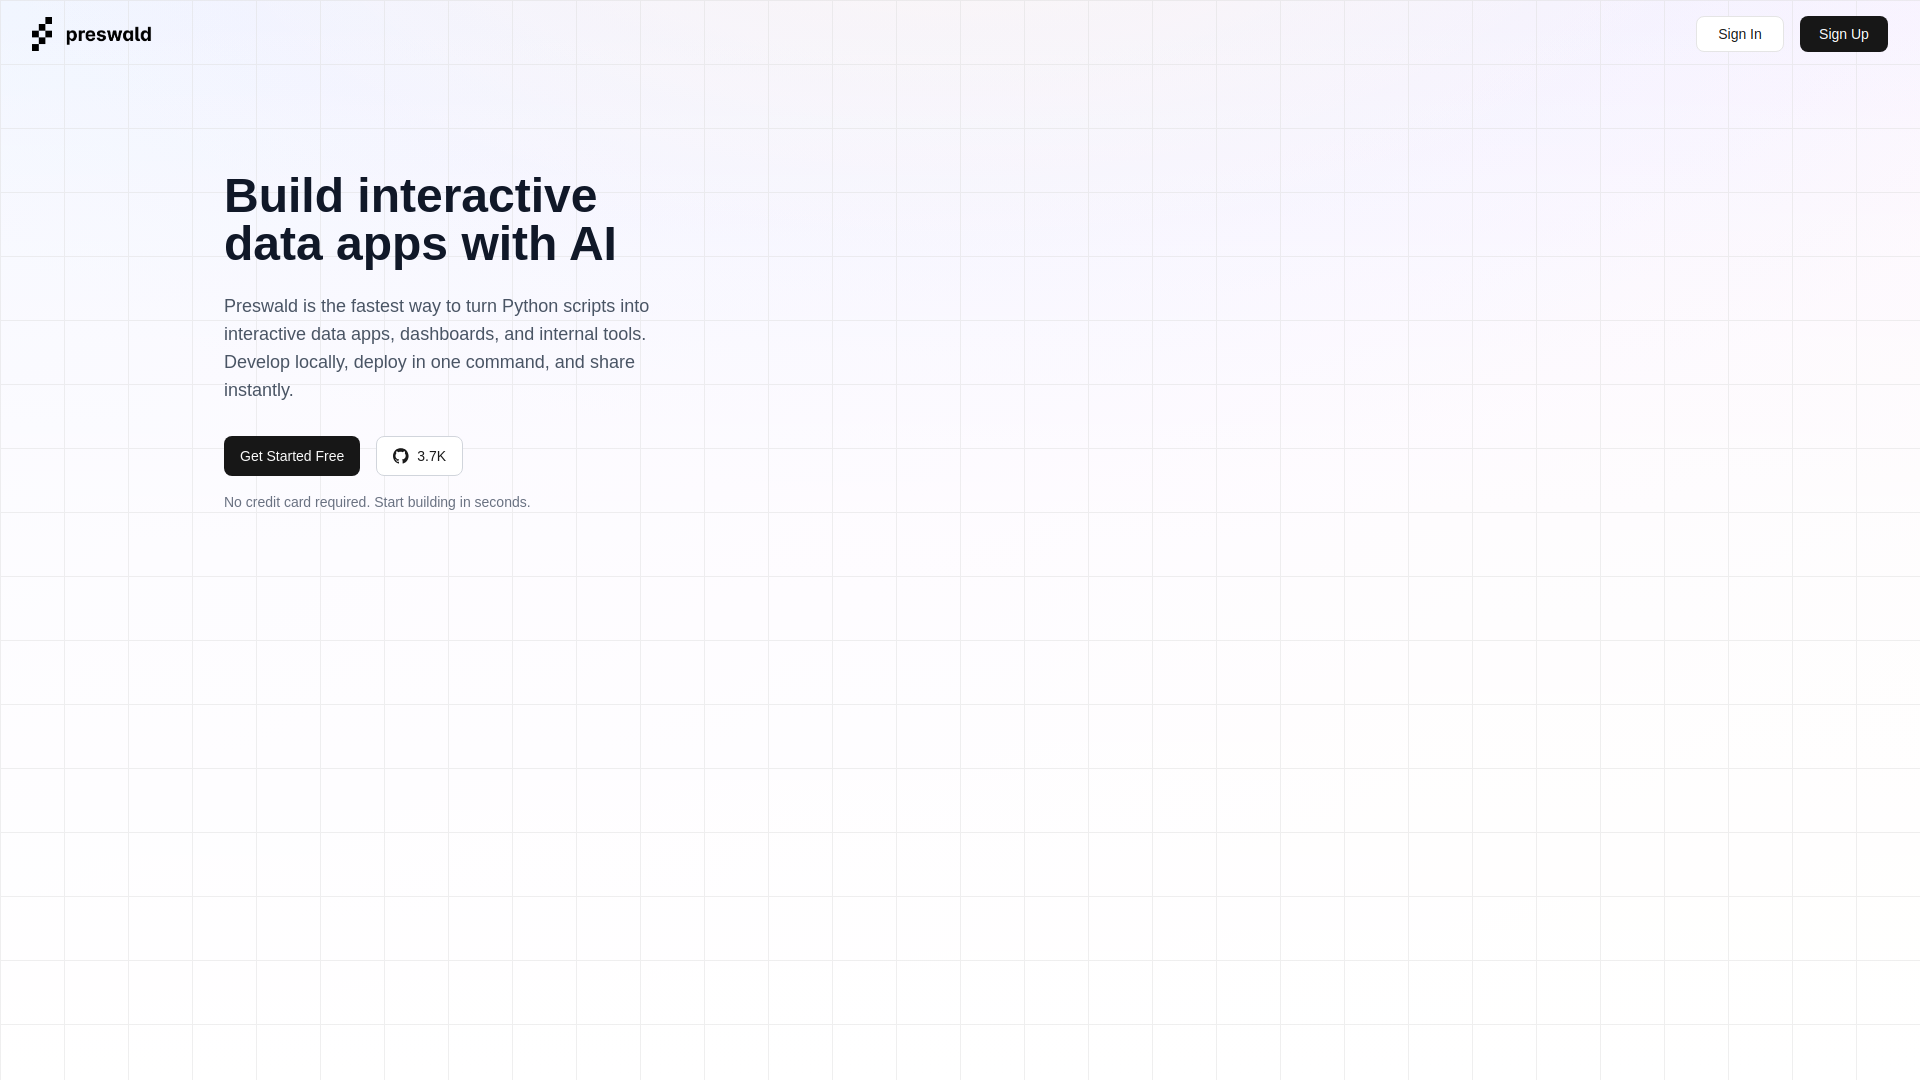 preswald
Sign In
Sign Up
Build interactive
data apps with AI
Preswald is the fastest way to turn Python scripts into
interactive data apps, dashboards, and internal tools.
Develop locally, deploy in one command, and share
instantly.
Get Started Free
3.7K
No credit card required. Start building in seconds.